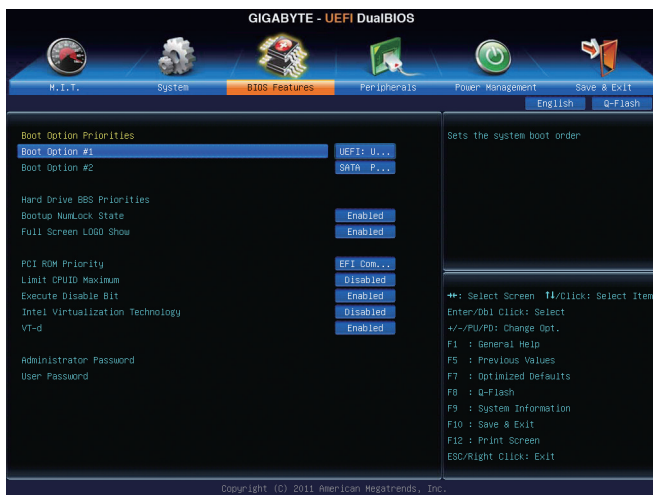 GIGABYTE - UEFI DualBIOS
M.I.T.
System
BIOS Features
Peripherals
Power Management
Save & Exit
English
Q-Flash
Boot Option Priorities
Boot Option #1 UEFI: U...
Boot Option #2 SATA P...
Hard Drive BBS Priorities
Bootup NumLock State Enabled
Full Screen LOGO Show Enabled
PCI ROM Priority EFI Com...
Limit CPUID Maximum Disabled
Execute Disable Bit Enabled
Intel Virtualization Technology Disabled
VT-d Enabled
Administrator Password
User Password
Sets the system boot order
→←: Select Screen ↑↓/Click: Select Item
Enter/Dbl Click: Select
+/-/PU/PD: Change Opt.
F1 : General Help
F5 : Previous Values
F7 : Optimized Defaults
F8 : Q-Flash
F9 : System Information
F10 : Save & Exit
F12 : Print Screen
ESC/Right Click: Exit
Copyright (C) 2011 American Megatrends, Inc.